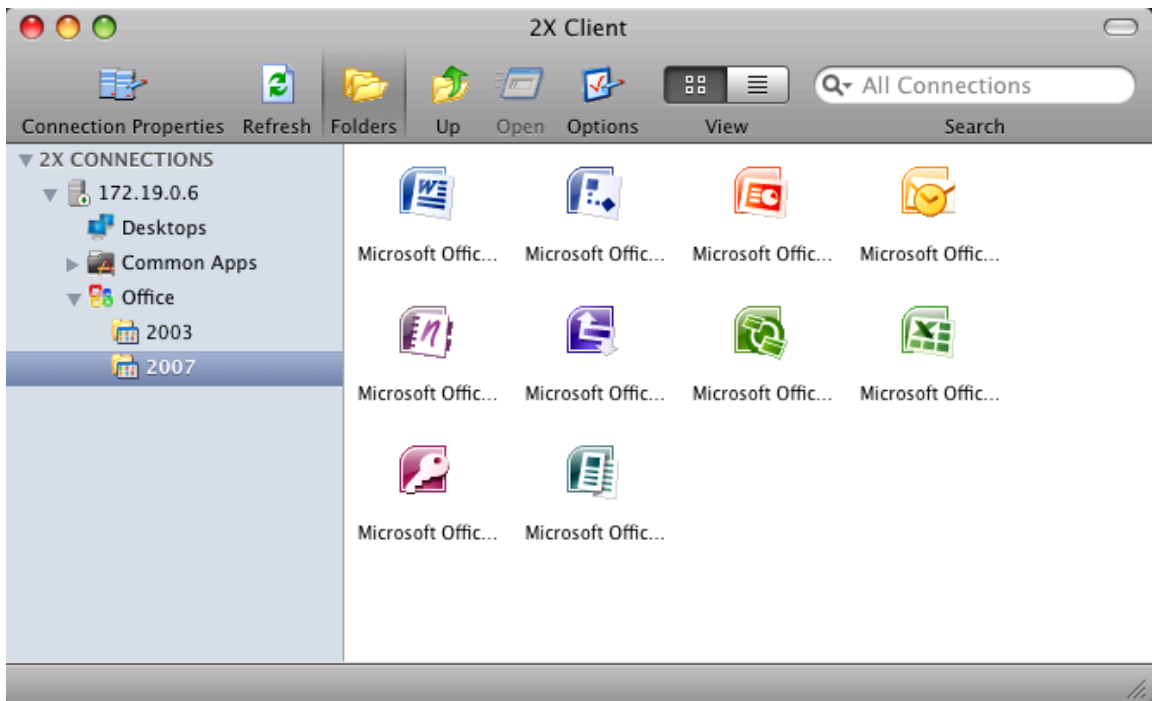 2X Client
All Connections
Connection Properties Refresh Folders Up Open Options View Search
2X CONNECTIONS
172.19.0.6
Desktops
Common Apps
Office
2003
2007
Microsoft Offic... Microsoft Offic... Microsoft Offic... Microsoft Offic...
Microsoft Offic... Microsoft Offic... Microsoft Offic... Microsoft Offic...
Microsoft Offic... Microsoft Offic...